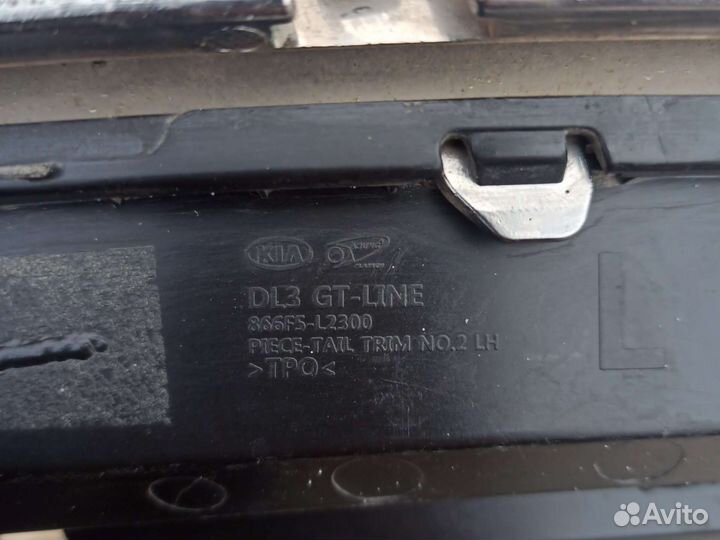 KIA
DL3 GT-LINE
866F5-L2300
PIECE-TAIL TRIM NO.2 LH
>TPO<
L
Avito